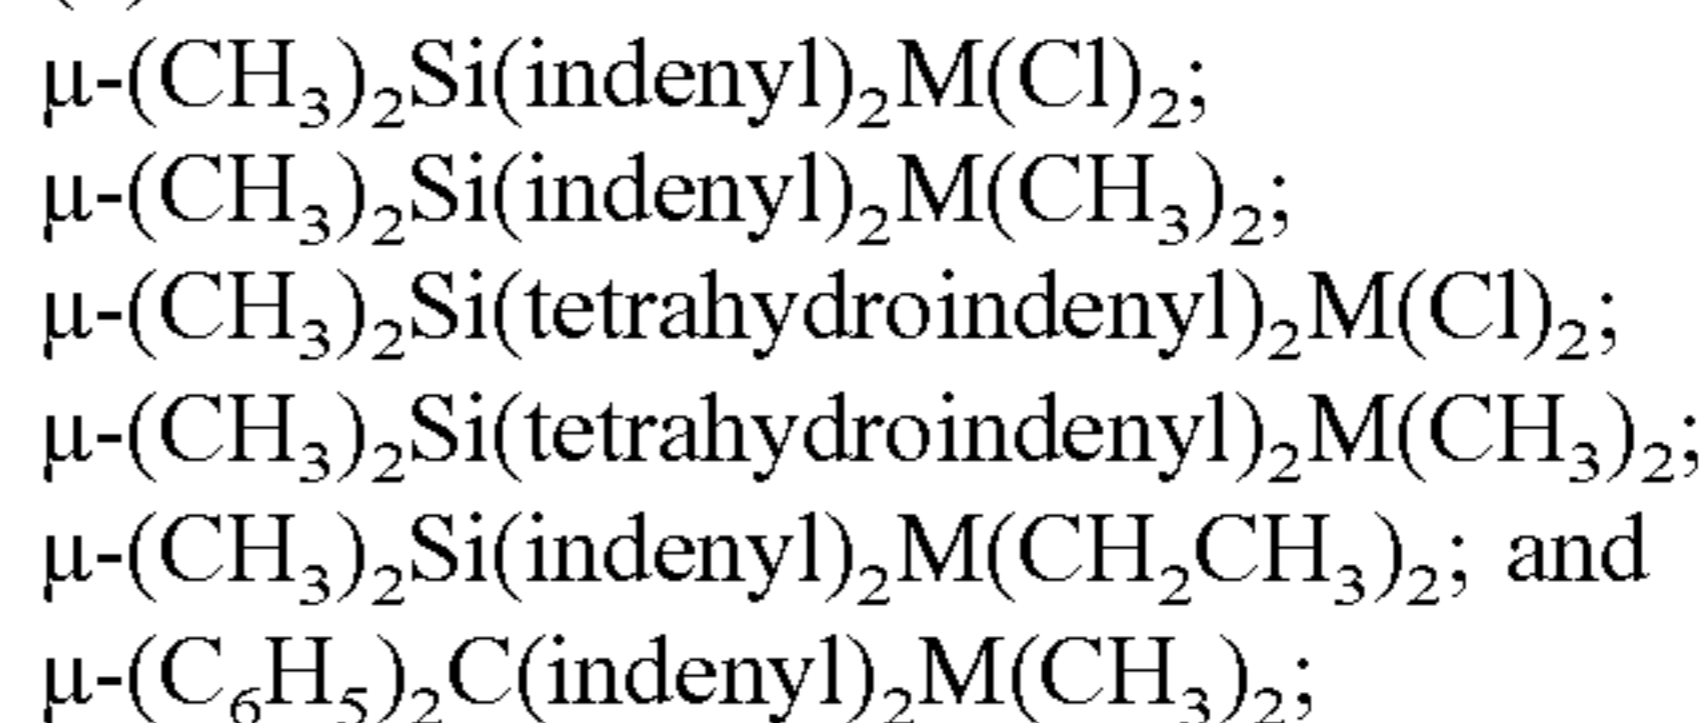 μ-(CH₃)₂Si(indenyl)₂M(Cl)₂;
μ-(CH₃)₂Si(indenyl)₂M(CH₃)₂;
μ-(CH₃)₂Si(tetrahydroindenyl)₂M(Cl)₂;
μ-(CH₃)₂Si(tetrahydroindenyl)₂M(CH₃)₂;
μ-(CH₃)₂Si(indenyl)₂M(CH₂CH₃)₂; and
μ-(C₆H₅)₂C(indenyl)₂M(CH₃)₂;